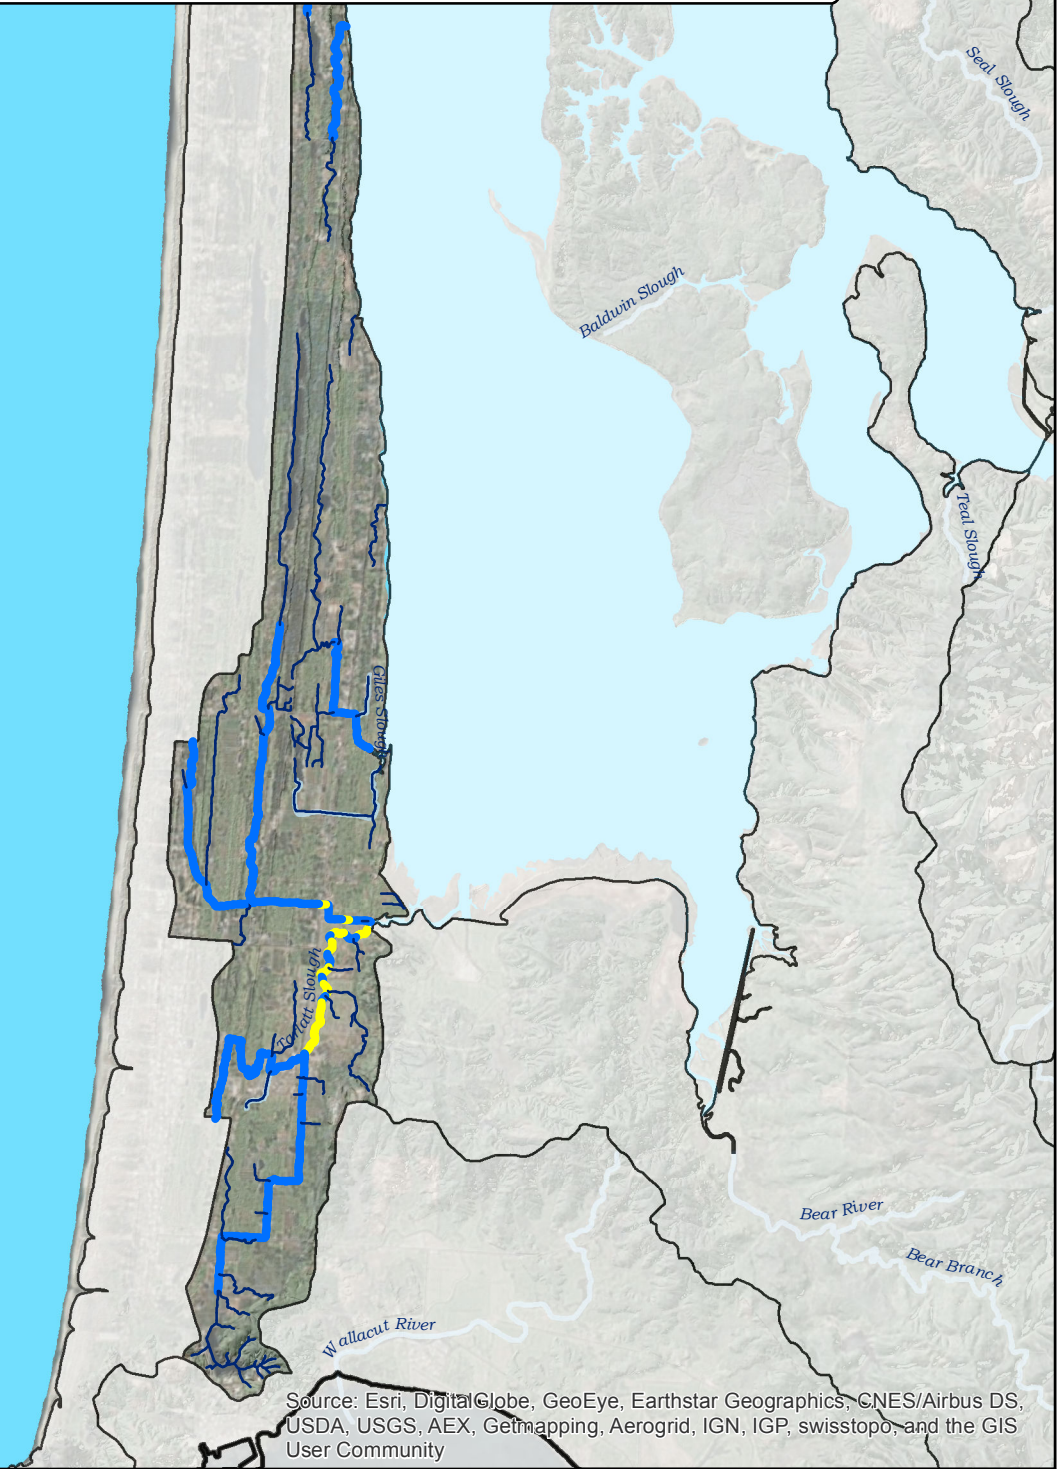 Seal Slough
Baldwin Slough
Teal Slough
Giles Slough
Tarlatt Slough
Bear River
Bear Branch
Wallacut River
Source: Esri, DigitalGlobe, GeoEye, Earthstar Geographics, CNES/Airbus DS,
USDA, USGS, AEX, Getmapping, Aerogrid, IGN, IGP, swisstopo, and the GIS
User Community